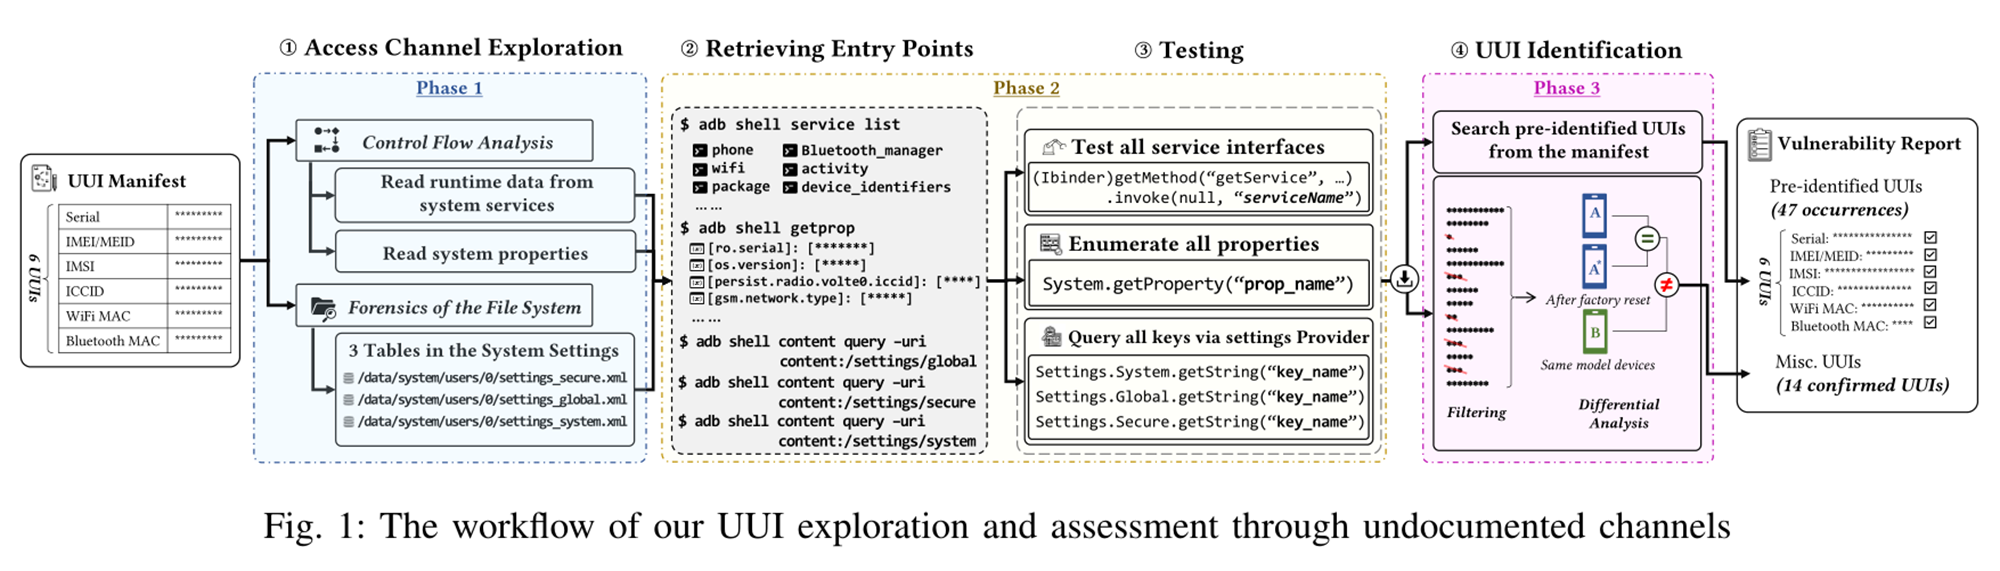 ① Access Channel Exploration
② Retrieving Entry Points
③ Testing
④ UUI Identification
UUI Manifest
6 UUIs
Serial *********
IMEI/MEID *********
IMSI *********
ICCID *********
WiFi MAC *********
Bluetooth MAC *********
Phase 1
Control Flow Analysis
Read runtime data from
system services
Read system properties
Forensics of the File System
3 Tables in the System Settings
/data/system/users/0/settings_secure.xml
/data/system/users/0/settings_global.xml
/data/system/users/0/settings_system.xml
Phase 2
$ adb shell service list
phone Bluetooth_manager
wifi activity
package device_identifiers
... ...
$ adb shell getprop
[ro.serial]: [*******]
[os.version]: [*****]
[persist.radio.volte0.iccid]: [****]
[gsm.network.type]: [*****]
... ...
$ adb shell content query -uri
content:/settings/global
$ adb shell content query -uri
content:/settings/secure
$ adb shell content query -uri
content:/settings/system
Test all service interfaces
(Ibinder)getMethod(“getService”, …)
.invoke(null, “serviceName”)
Enumerate all properties
System.getProperty(“prop_name”)
Query all keys via settings Provider
Settings.System.getString(“key_name”)
Settings.Global.getString(“key_name”)
Settings.Secure.getString(“key_name”)
Phase 3
Search pre-identified UUIs
from the manifest
Filtering
A
=
A*
≠
After factory reset
B
Same model devices
Differential
Analysis
Vulnerability Report
Pre-identified UUIs
(47 occurrences)
6 UUIs
Serial: ****************
IMEI/MEID: ***********
IMSI: ******************
ICCID: ***************
WiFi MAC: **********
Bluetooth MAC: ****
Misc. UUIs
(14 confirmed UUIs)
Fig. 1: The workflow of our UUI exploration and assessment through undocumented channels